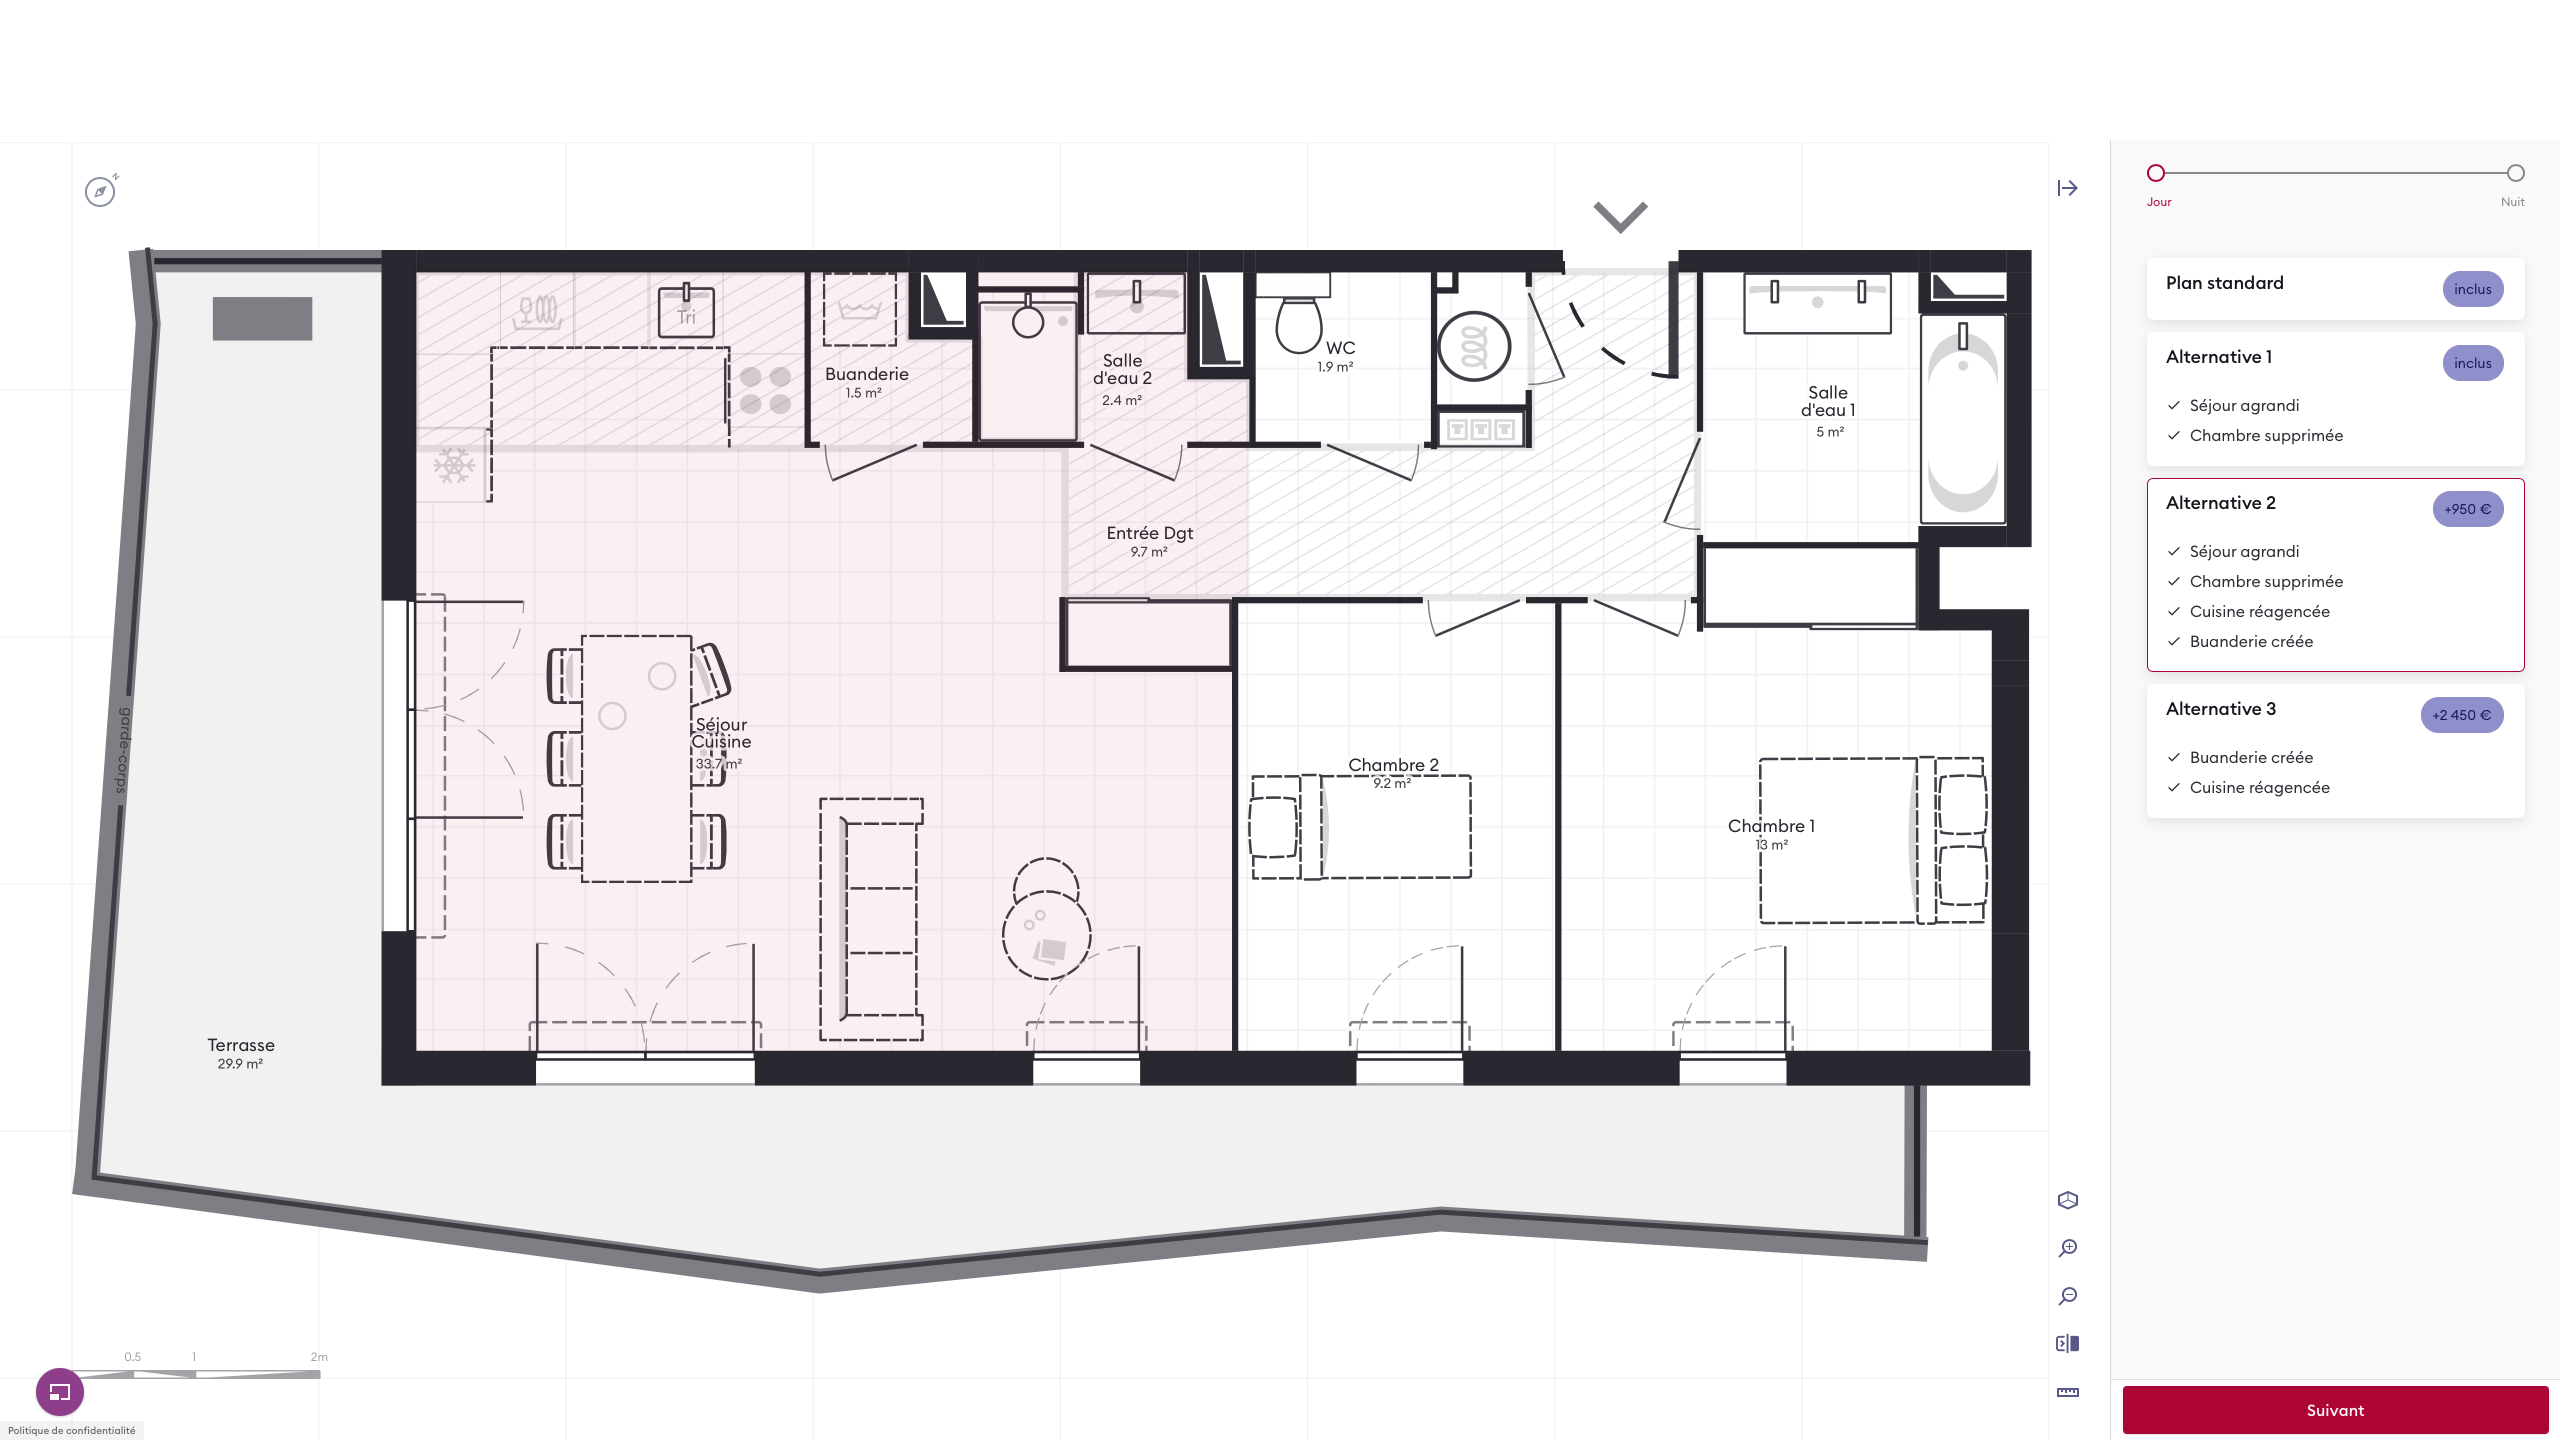 N
Tri
Buanderie
1.5 m²
Salle
d'eau 2
2.4 m²
WC
1.9 m²
Salle
d'eau 1
5 m²
Entrée Dgt
9.7 m²
garde-corps
Séjour
Cuisine
33.7 m²
Chambre 2
9.2 m²
Chambre 1
13 m²
Terrasse
29.9 m²
0.5 1 2m
Politique de confidentialité
Jour Nuit
Plan standard inclus
Alternative 1 inclus
Séjour agrandi
Chambre supprimée
Alternative 2 +950 €
Séjour agrandi
Chambre supprimée
Cuisine réagencée
Buanderie créée
Alternative 3 +2 450 €
Buanderie créée
Cuisine réagencée
Suivant